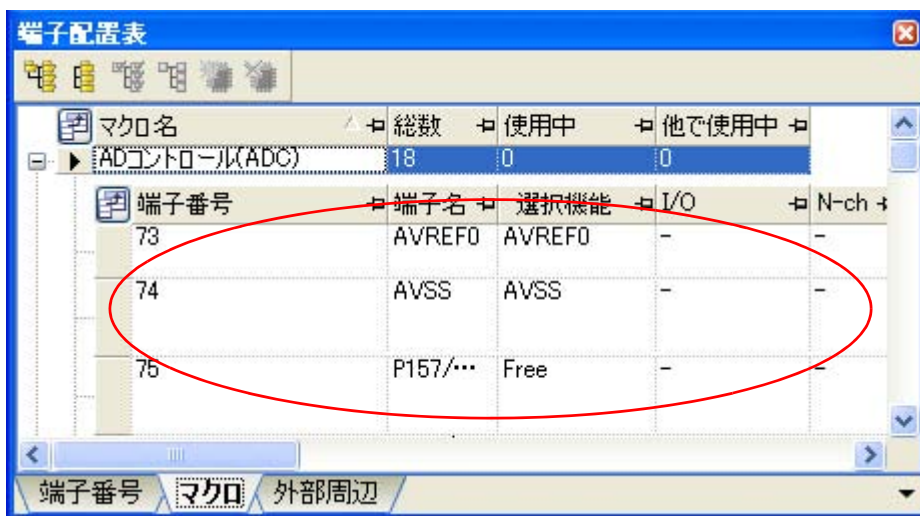 端子配置表
マクロ名 総数 使用中 他で使用中
ADコントロール(ADC) 18 0 0
端子番号 端子名 選択機能 I/O N-ch
73 AVREF0 AVREF0 - -
74 AVSS AVSS - -
75 P157/… Free - -
端子番号 マクロ 外部周辺